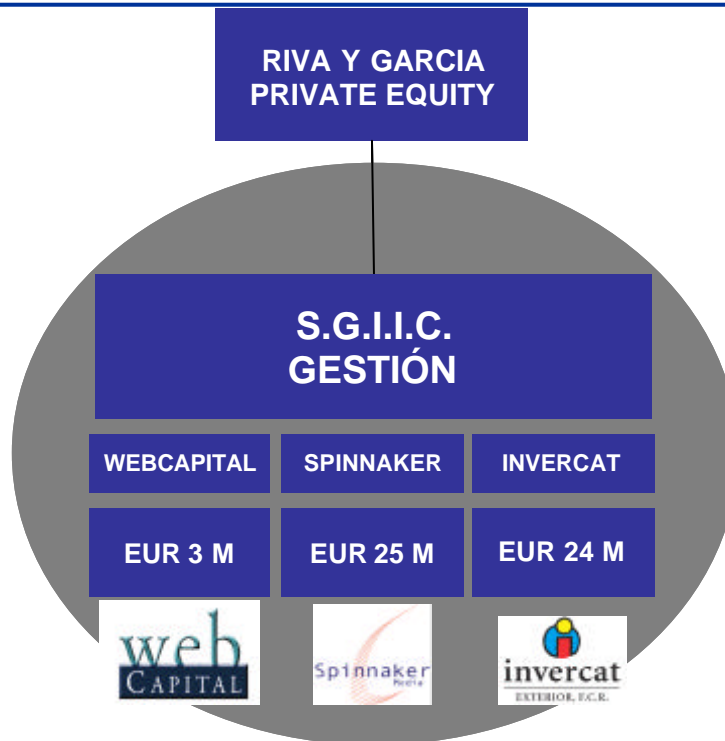 RIVA Y GARCIA
PRIVATE EQUITY
S.G.I.I.C.
GESTIÓN
WEBCAPITAL
SPINNAKER
INVERCAT
EUR 3 M
EUR 25 M
EUR 24 M
web
CAPITAL
Spinnaker
Media
invercat
EXTERIOR, F.C.R.